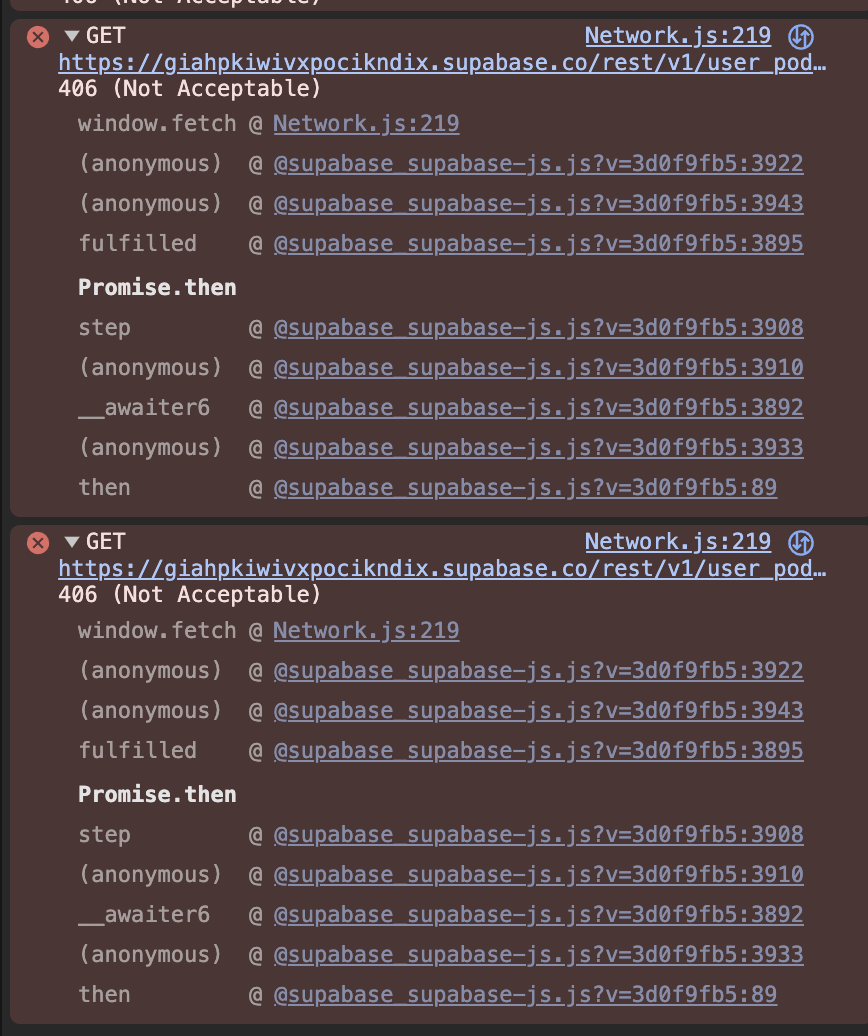 406 (Not Acceptable)
GET Network.js:219
https://giahpkiwivxpocikndix.supabase.co/rest/v1/user_pod…
406 (Not Acceptable)
window.fetch @ Network.js:219
(anonymous) @ @supabase_supabase-js.js?v=3d0f9fb5:3922
(anonymous) @ @supabase_supabase-js.js?v=3d0f9fb5:3943
fulfilled @ @supabase_supabase-js.js?v=3d0f9fb5:3895
Promise.then
step @ @supabase_supabase-js.js?v=3d0f9fb5:3908
(anonymous) @ @supabase_supabase-js.js?v=3d0f9fb5:3910
__awaiter6 @ @supabase_supabase-js.js?v=3d0f9fb5:3892
(anonymous) @ @supabase_supabase-js.js?v=3d0f9fb5:3933
then @ @supabase_supabase-js.js?v=3d0f9fb5:89
GET Network.js:219
https://giahpkiwivxpocikndix.supabase.co/rest/v1/user_pod…
406 (Not Acceptable)
window.fetch @ Network.js:219
(anonymous) @ @supabase_supabase-js.js?v=3d0f9fb5:3922
(anonymous) @ @supabase_supabase-js.js?v=3d0f9fb5:3943
fulfilled @ @supabase_supabase-js.js?v=3d0f9fb5:3895
Promise.then
step @ @supabase_supabase-js.js?v=3d0f9fb5:3908
(anonymous) @ @supabase_supabase-js.js?v=3d0f9fb5:3910
__awaiter6 @ @supabase_supabase-js.js?v=3d0f9fb5:3892
(anonymous) @ @supabase_supabase-js.js?v=3d0f9fb5:3933
then @ @supabase_supabase-js.js?v=3d0f9fb5:89